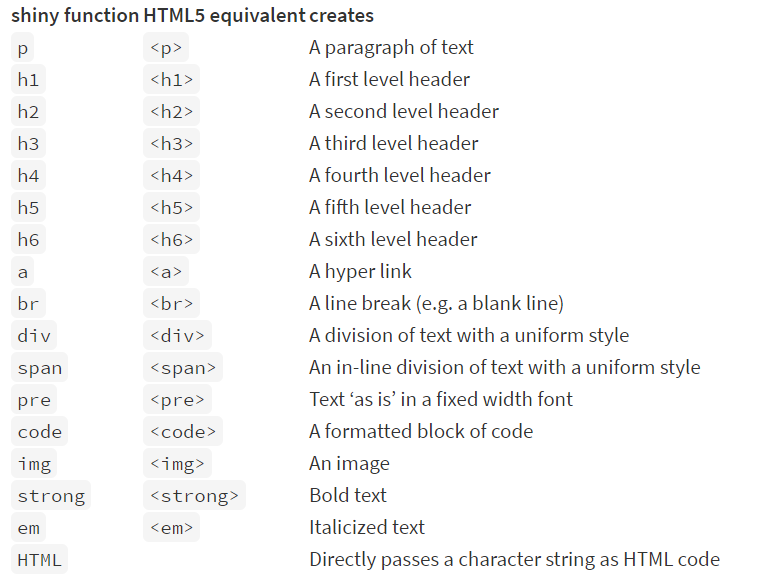 shiny function HTML5 equivalent creates
p <p> A paragraph of text
h1 <h1> A first level header
h2 <h2> A second level header
h3 <h3> A third level header
h4 <h4> A fourth level header
h5 <h5> A fifth level header
h6 <h6> A sixth level header
a <a> A hyper link
br <br> A line break (e.g. a blank line)
div <div> A division of text with a uniform style
span <span> An in-line division of text with a uniform style
pre <pre> Text ‘as is’ in a fixed width font
code <code> A formatted block of code
img <img> An image
strong <strong> Bold text
em <em> Italicized text
HTML Directly passes a character string as HTML code